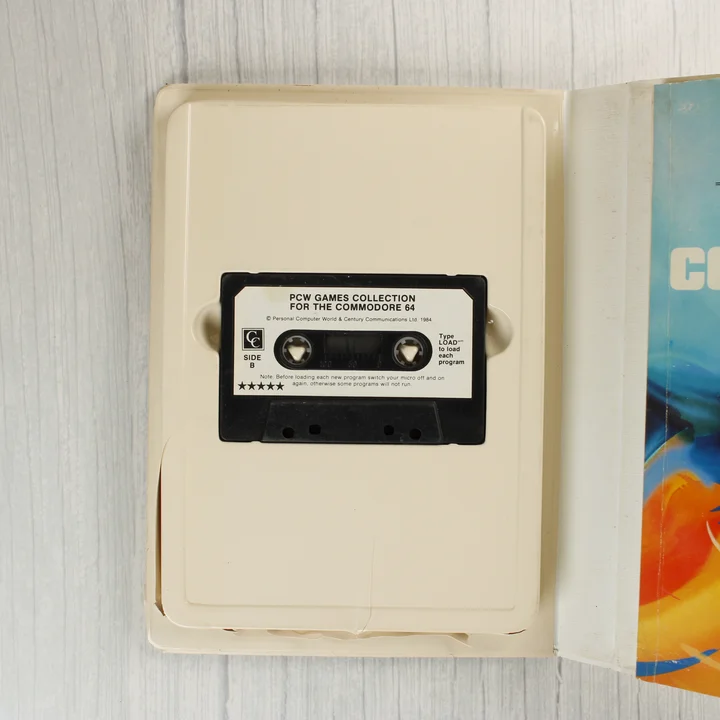 PCW GAMES COLLECTION
FOR THE COMMODORE 64
© Personal Computer World & Century Communications Ltd. 1984
CC
SIDE
B
Type
LOAD""
to load
each
program
Note: Before loading each new program switch your micro off and on
again, otherwise some programs will not run.
★★★★★